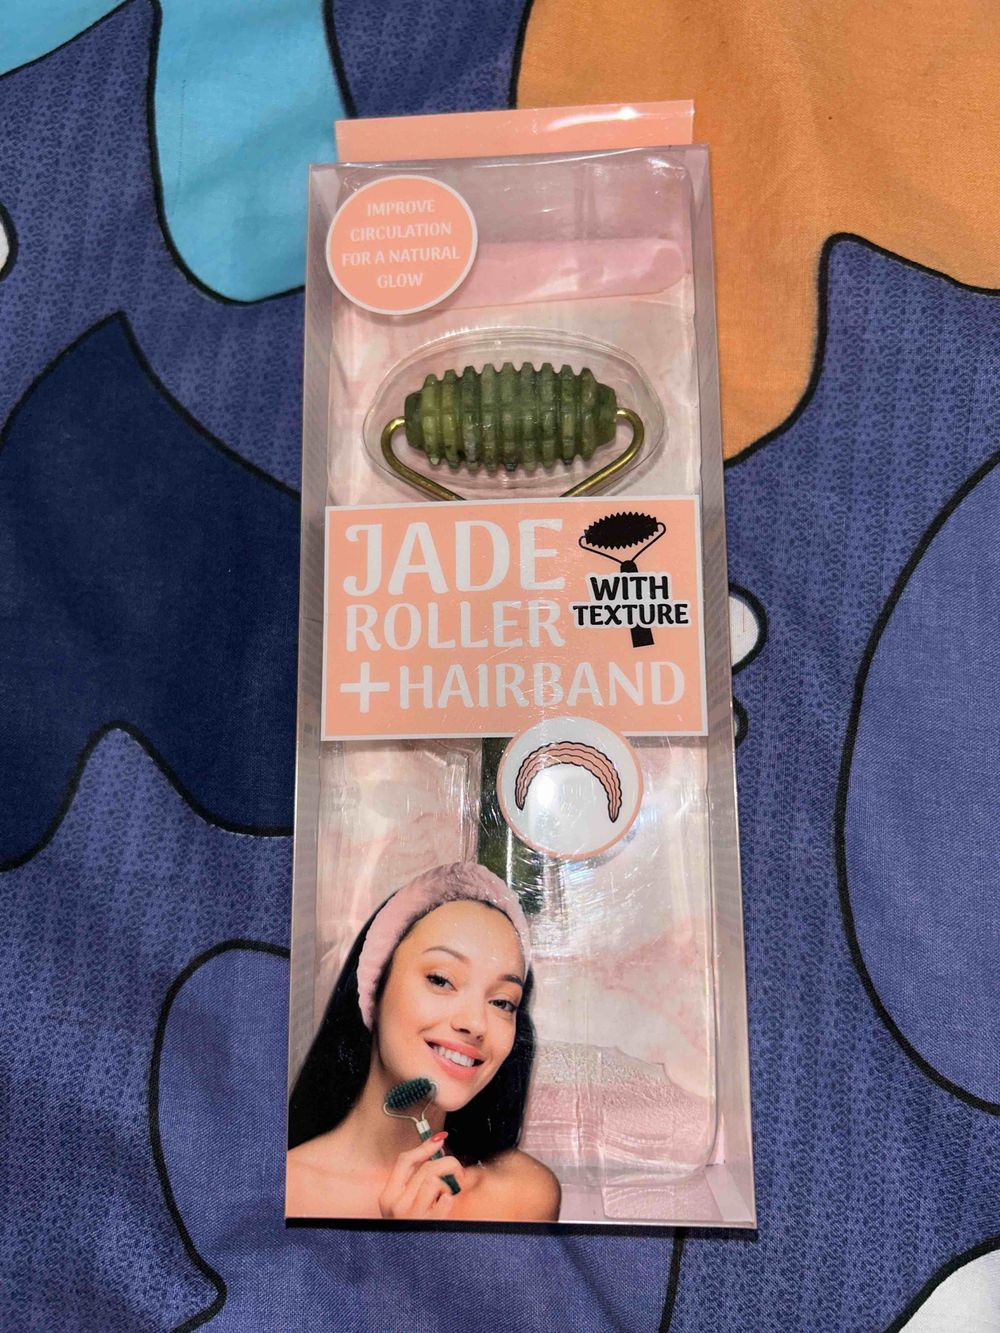 IMPROVE
CIRCULATION
FOR A NATURAL
GLOW
JADE
ROLLER
+HAIRBAND
WITH
TEXTURE